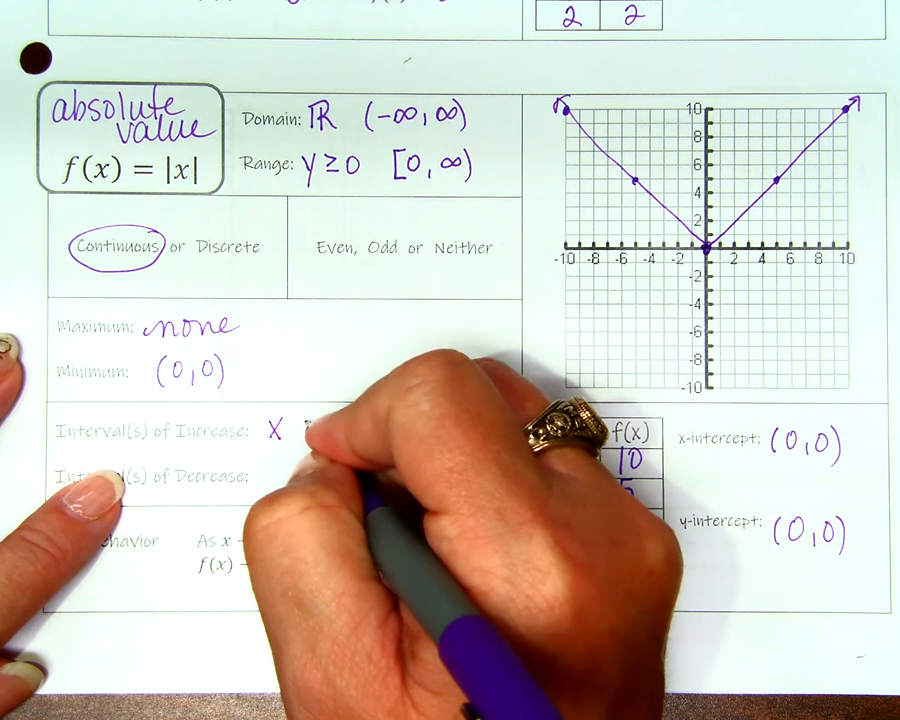 2 2
absolute
value
f(x) = |x|
Domain: ℝ (-∞, ∞)
Range: y ≥ 0 [0, ∞)
Continuous or Discrete
Even, Odd or Neither
Maximum: none
Minimum: (0,0)
10
8
6
4
2
-10 -8 -6 -4 -2 2 4 6 8 10
-2
-4
-6
-8
-10
Interval(s) of Increase: X
of Decrease:
As x
f(x)
f(x)
10
5
x-intercept: (0,0)
y-intercept: (0,0)